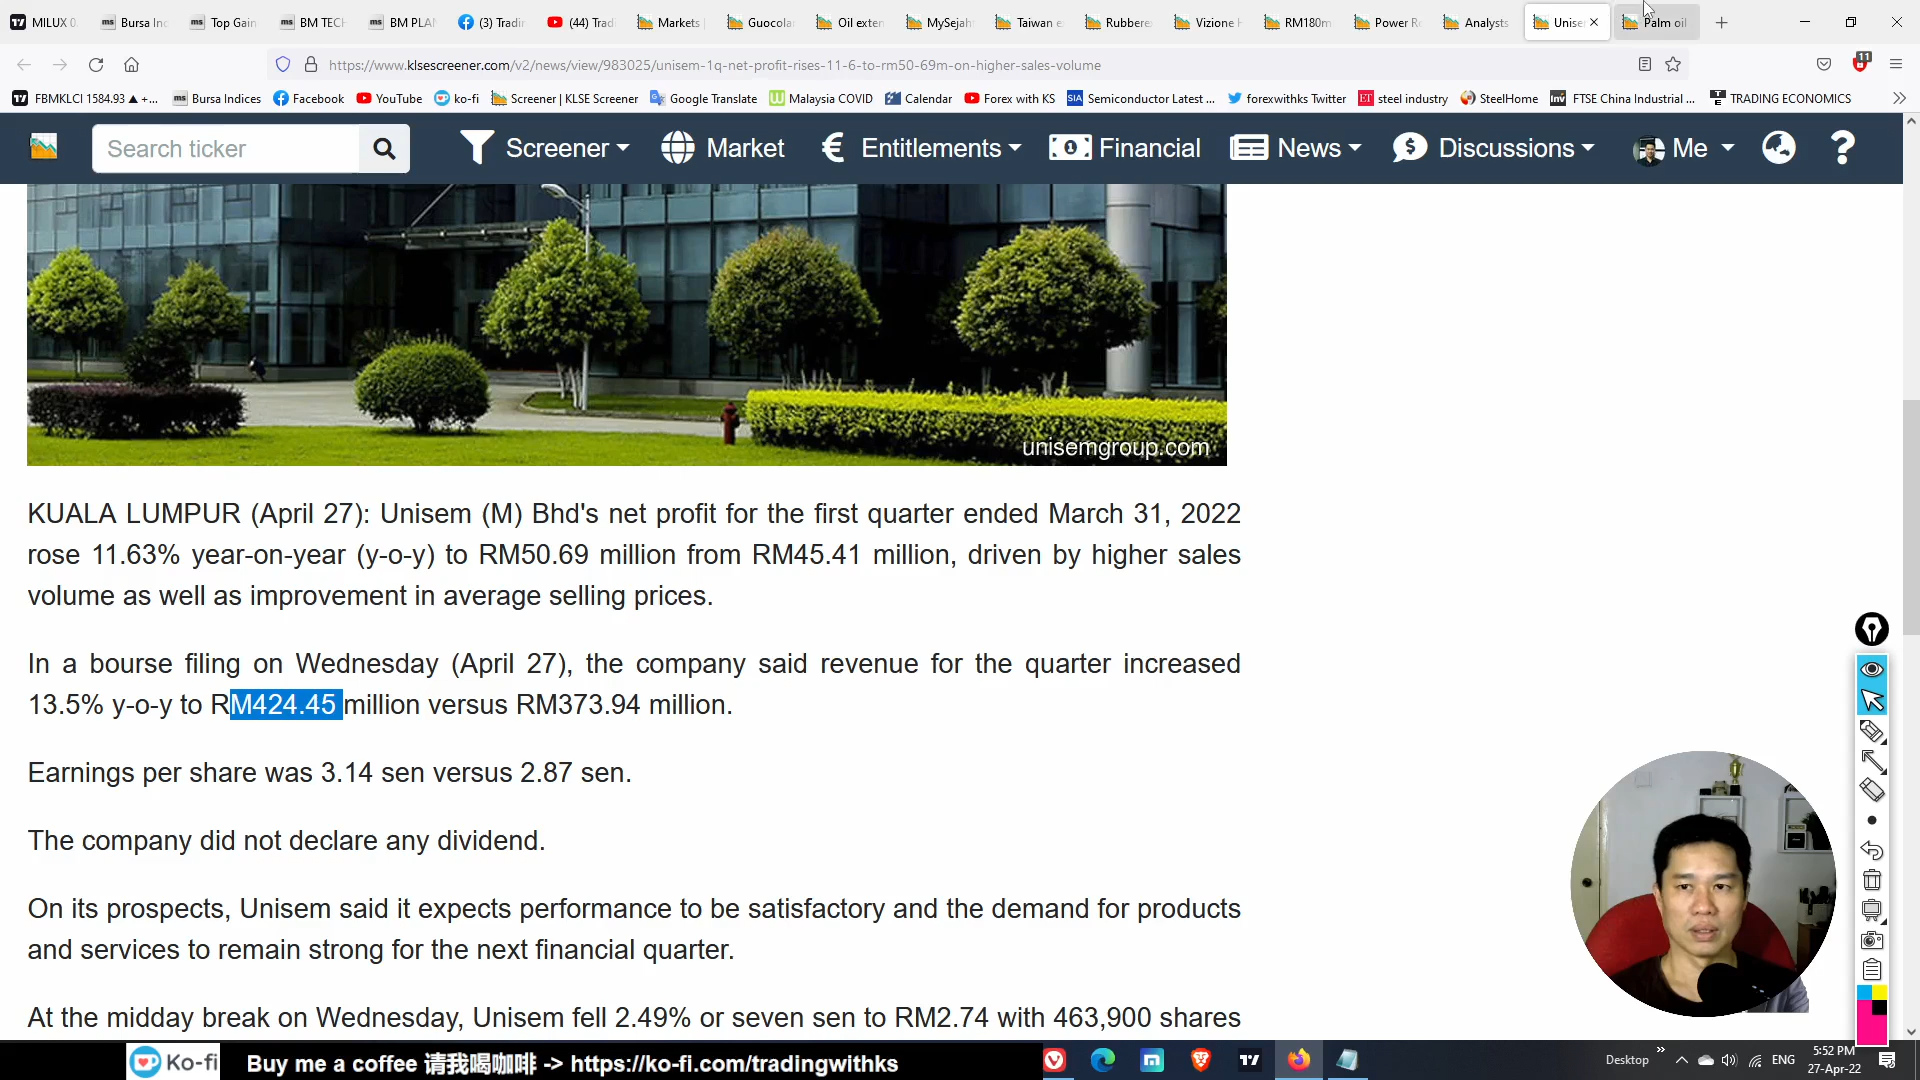 MILUX 0.
Bursa Ind
Top Gain
BM TECH
BM PLAN
(3) Tradin
(44) Tradi
Markets
Guocola
Oil exten
MySejah
Taiwan e
Rubbere
Vizione H
RM180m
Power Ro
Analysts
Unise
Palm oil
https://www.klsescreener.com/v2/news/view/983025/unisem-1q-net-profit-rises-11-6-to-rm50-69m-on-higher-sales-volume
11
FBMKLCI 1584.93 ▲ +...
Bursa Indices
Facebook
YouTube
ko-fi
Screener | KLSE Screener
Google Translate
Malaysia COVID
Calendar
Forex with KS
SIA Semiconductor Latest ...
forexwithks Twitter
ET steel industry
SteelHome
Inv FTSE China Industrial ...
TRADING ECONOMICS
Search ticker
Screener
Market
Entitlements
Financial
News
Discussions
Me
unisemgroup.com
KUALA LUMPUR (April 27): Unisem (M) Bhd's net profit for the first quarter ended March 31, 2022
rose 11.63% year-on-year (y-o-y) to RM50.69 million from RM45.41 million, driven by higher sales
volume as well as improvement in average selling prices.
In a bourse filing on Wednesday (April 27), the company said revenue for the quarter increased
13.5% y-o-y to RM424.45 million versus RM373.94 million.
Earnings per share was 3.14 sen versus 2.87 sen.
The company did not declare any dividend.
On its prospects, Unisem said it expects performance to be satisfactory and the demand for products
and services to remain strong for the next financial quarter.
At the midday break on Wednesday, Unisem fell 2.49% or seven sen to RM2.74 with 463,900 shares
Ko-fi
Buy me a coffee 请我喝咖啡 -> https://ko-fi.com/tradingwithks
Desktop
ENG
5:52 PM
27-Apr-22